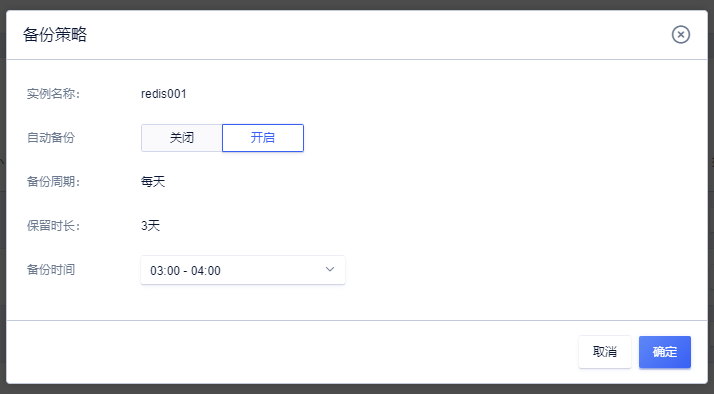 备份策略
实例名称:
redis001
自动备份
关闭
开启
备份周期:
每天
保留时长:
3天
备份时间
03:00 - 04:00
取消
确定